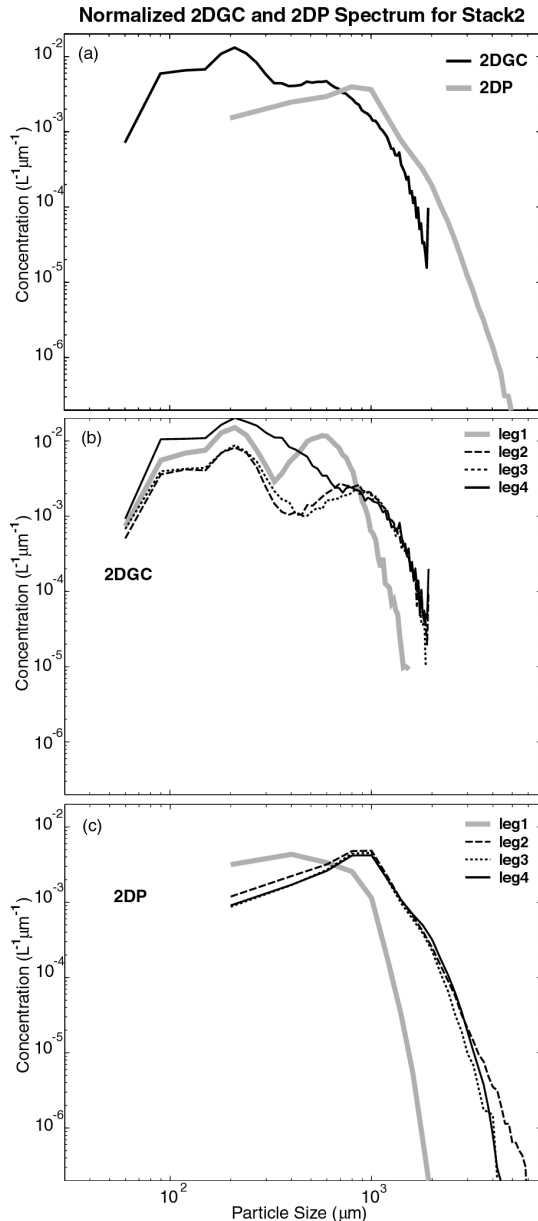 Normalized 2DGC and 2DP Spectrum for Stack2
(a)
2DGC
2DP
10⁻²
10⁻³
10⁻⁴
10⁻⁵
10⁻⁶
Concentration (L⁻¹μm⁻¹)
(b)
leg1
leg2
leg3
leg4
2DGC
10⁻²
10⁻³
10⁻⁴
10⁻⁵
10⁻⁶
Concentration (L⁻¹μm⁻¹)
(c)
leg1
leg2
leg3
leg4
2DP
10⁻²
10⁻³
10⁻⁴
10⁻⁵
10⁻⁶
Concentration (L⁻¹μm⁻¹)
10² 10³
Particle Size (μm)